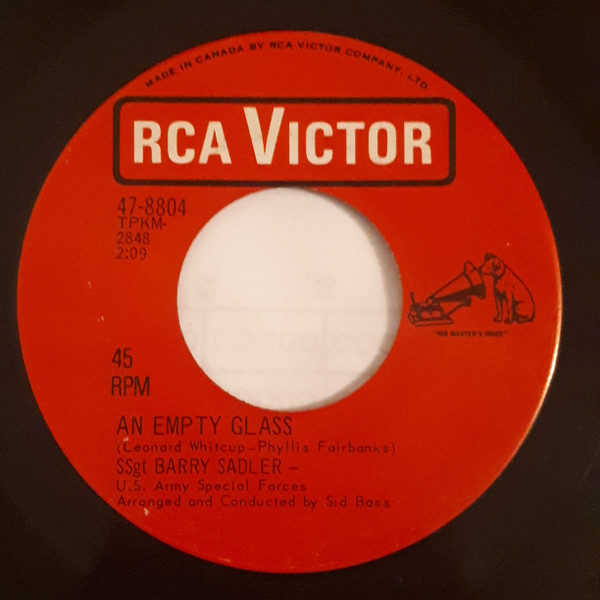 MADE IN CANADA BY RCA VICTOR COMPANY, LTD.
RCA VICTOR
47-8804
TPKM-
2848
2:09
"HIS MASTER'S VOICE"
45
RPM
AN EMPTY GLASS
(Leonard Whitcup-Phyllis Fairbanks)
SSgt BARRY SADLER -
U.S. Army Special Forces
Arranged and Conducted by Sid Bass